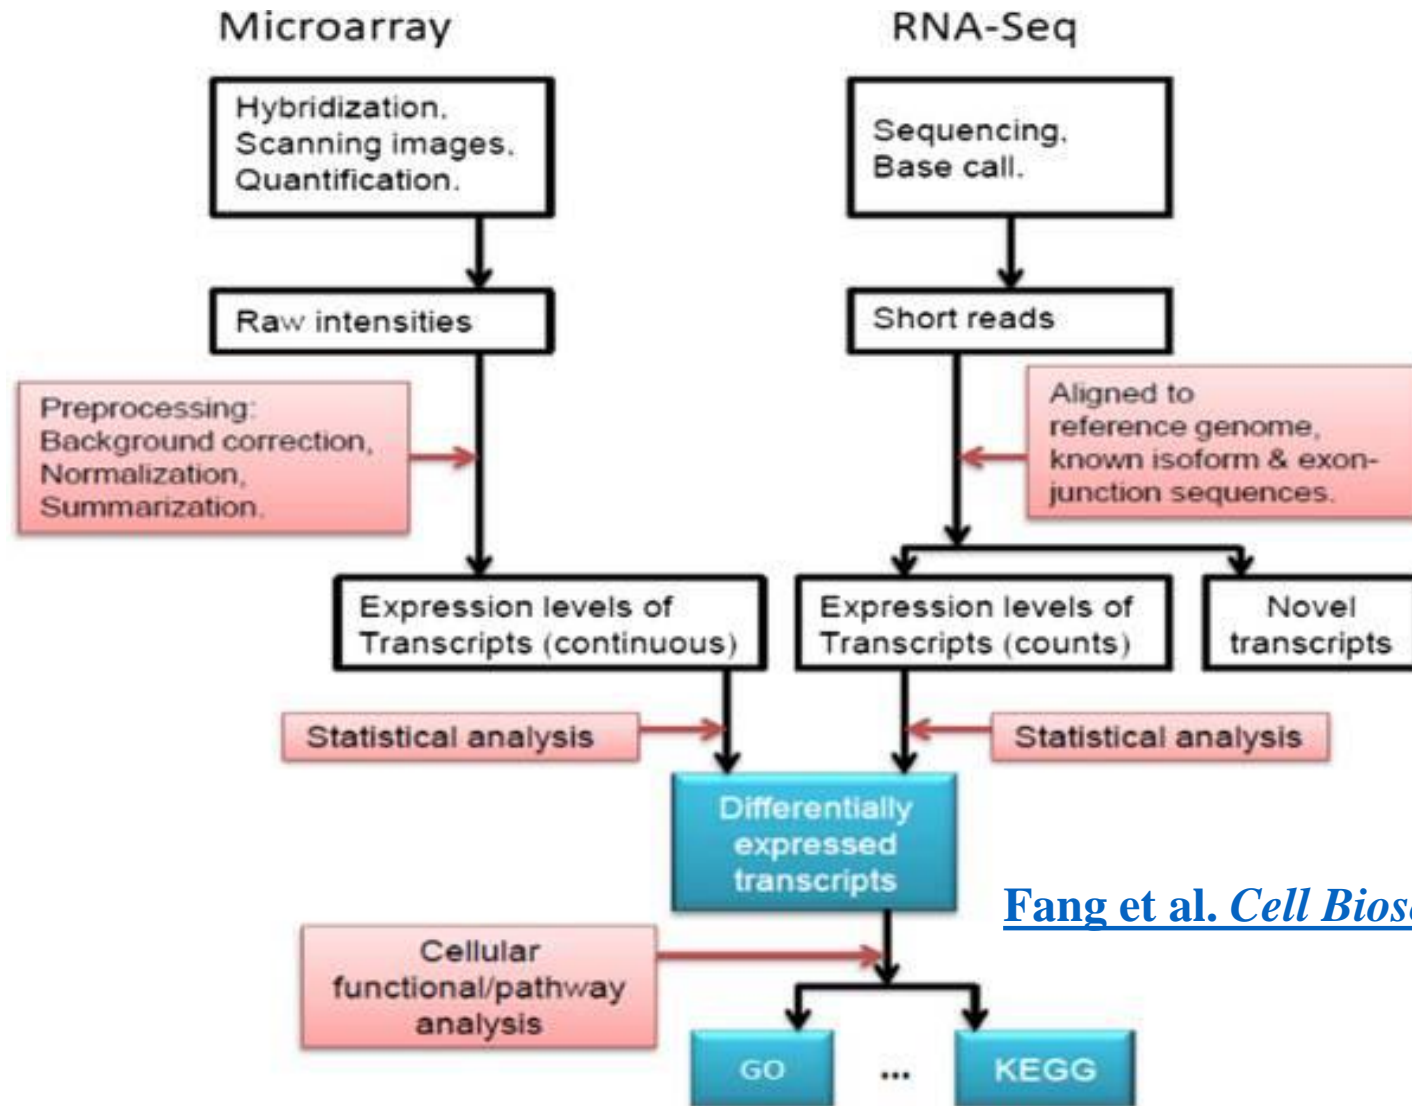 Microarray
RNA-Seq
Hybridization.
Scanning images.
Quantification.
Sequencing.
Base call.
Raw intensities
Short reads
Preprocessing:
Background correction,
Normalization,
Summarization.
Aligned to
reference genome,
known isoform & exon-
junction sequences.
Expression levels of
Transcripts (continuous)
Expression levels of
Transcripts (counts)
Novel
transcripts
Statistical analysis
Statistical analysis
Differentially
expressed
transcripts
Fang et al. Cell Bios
Cellular
functional/pathway
analysis
GO
...
KEGG